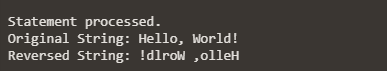 Statement processed.
Original String: Hello, World!
Reversed String: !dlroW ,olleH